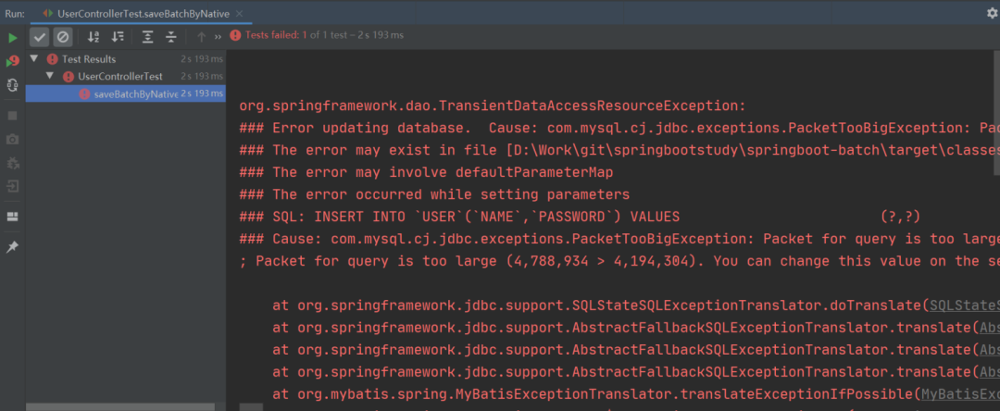 Run: UserControllerTest.saveBatchByNative
Tests failed: 1 of 1 test – 2 s 193 ms
Test Results 2 s 193 ms
UserControllerTest 2 s 193 ms
saveBatchByNative 2 s 193 ms
org.springframework.dao.TransientDataAccessResourceException:
### Error updating database. Cause: com.mysql.cj.jdbc.exceptions.PacketTooBigException: Pac
### The error may exist in file [D:\Work\git\springbootstudy\springboot-batch\target\classes
### The error may involve defaultParameterMap
### The error occurred while setting parameters
### SQL: INSERT INTO `USER`(`NAME`,`PASSWORD`) VALUES (?,?)
### Cause: com.mysql.cj.jdbc.exceptions.PacketTooBigException: Packet for query is too large
; Packet for query is too large (4,788,934 > 4,194,304). You can change this value on the se
at org.springframework.jdbc.support.SQLStateSQLExceptionTranslator.doTranslate(SQLStateS
at org.springframework.jdbc.support.AbstractFallbackSQLExceptionTranslator.translate(Abs
at org.springframework.jdbc.support.AbstractFallbackSQLExceptionTranslator.translate(Abs
at org.springframework.jdbc.support.AbstractFallbackSQLExceptionTranslator.translate(Abs
at org.mybatis.spring.MyBatisExceptionTranslator.translateExceptionIfPossible(MyBatisExc